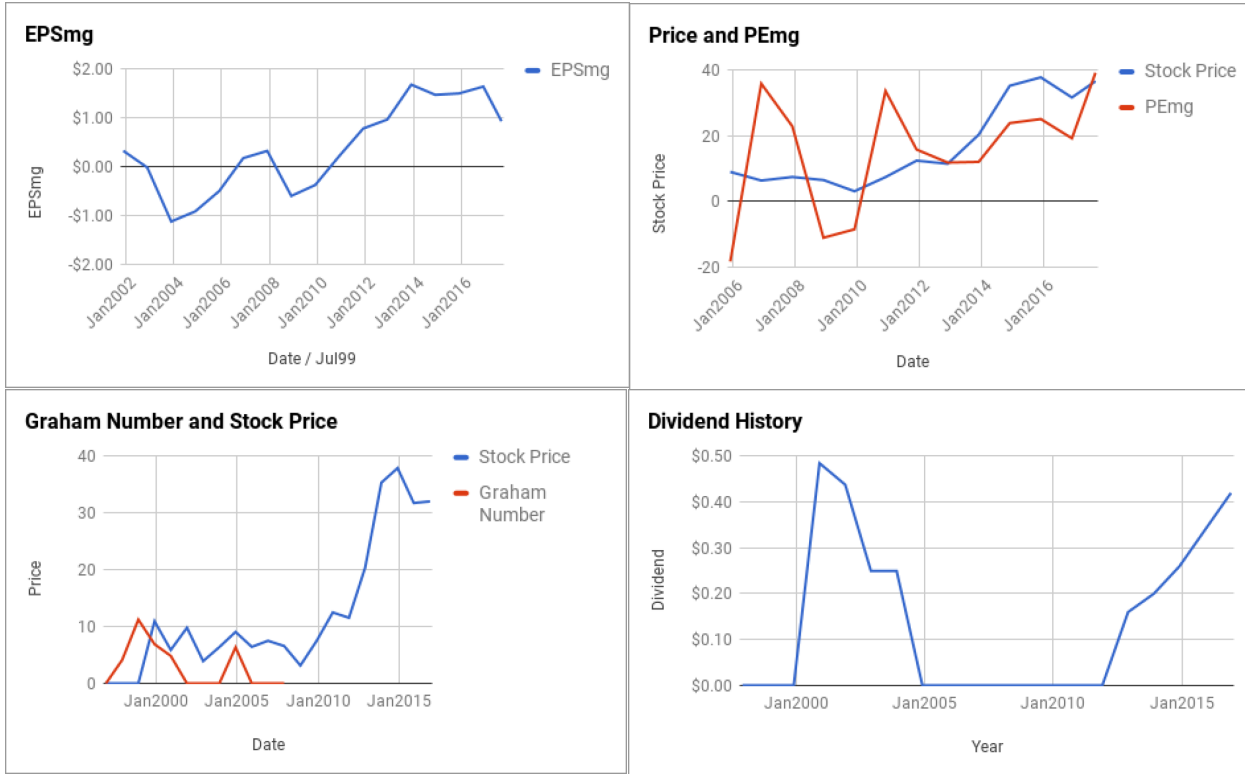 EPSmg
$2.00
$1.00
$0.00
-$1.00
-$2.00
EPSmg
Jan2002
Jan2004
Jan2006
Jan2008
Jan2010
Jan2012
Jan2014
Jan2016
Date / Jul99
EPSmg
Price and PEmg
40
20
0
-20
Stock Price
Jan2006
Jan2008
Jan2010
Jan2012
Jan2014
Jan2016
Date
Stock Price
PEmg
Graham Number and Stock Price
40
30
20
10
0
Price
Jan2000
Jan2005
Jan2010
Jan2015
Date
Stock Price
Graham
Number
Dividend History
$0.50
$0.40
$0.30
$0.20
$0.10
$0.00
Dividend
Jan2000
Jan2005
Jan2010
Jan2015
Year